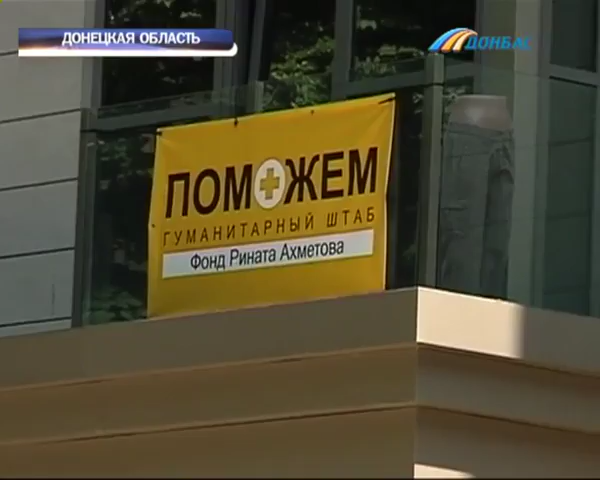 ДОНЕЦКАЯ ОБЛАСТЬ
ДОНБАС
ПОМОЖЕМ
ГУМАНИТАРНЫЙ ШТАБ
Фонд Рината Ахметова